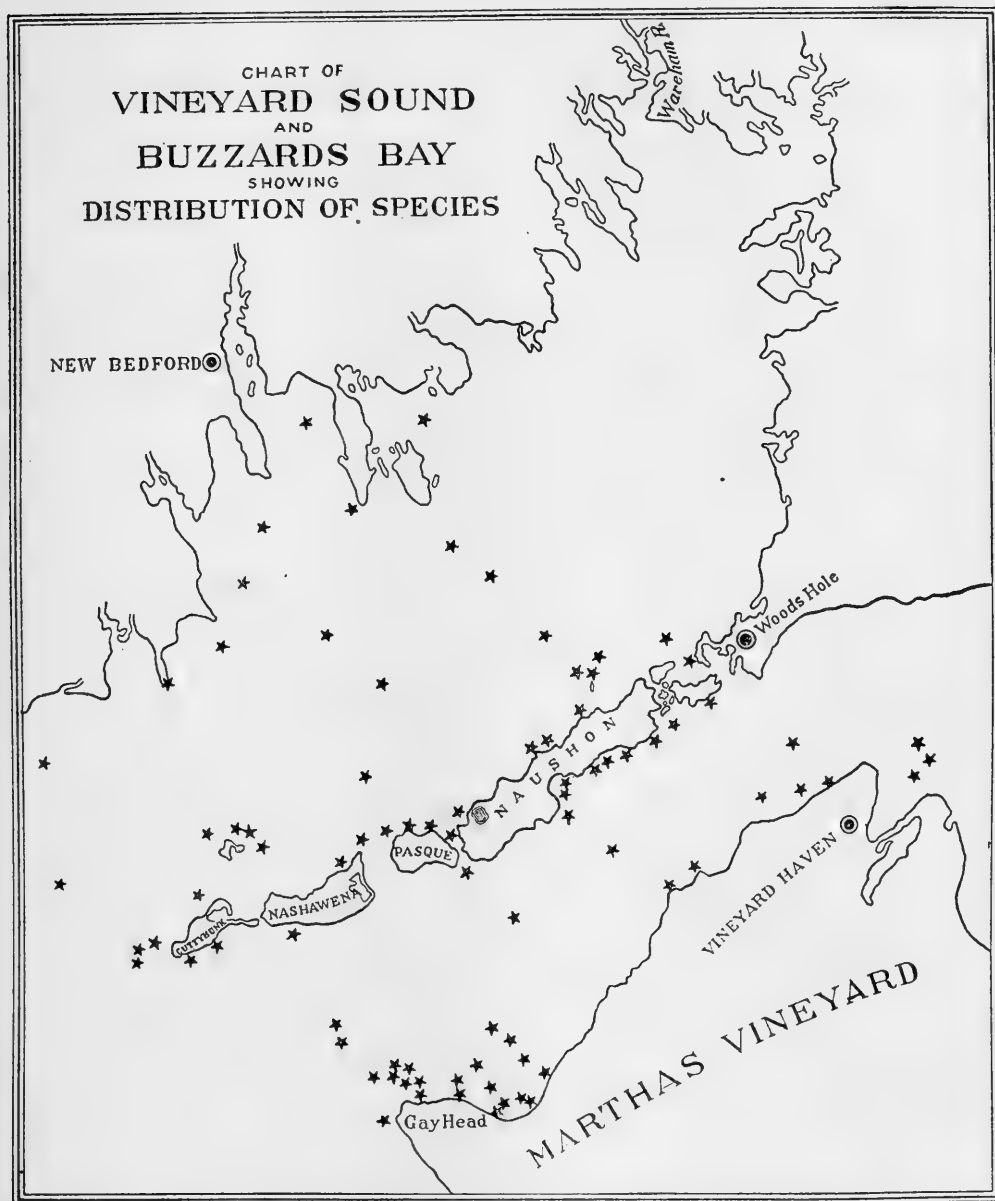 CHART OF
VINEYARD SOUND
AND
BUZZARDS BAY
SHOWING
DISTRIBUTION OF SPECIES
Wareham R.
NEW BEDFORD
Woods Hole
NAUSHON
PASQUE
NASHAWENA
CUTTYHUNK
VINEYARD HAVEN
MARTHAS VINEYARD
Gay Head